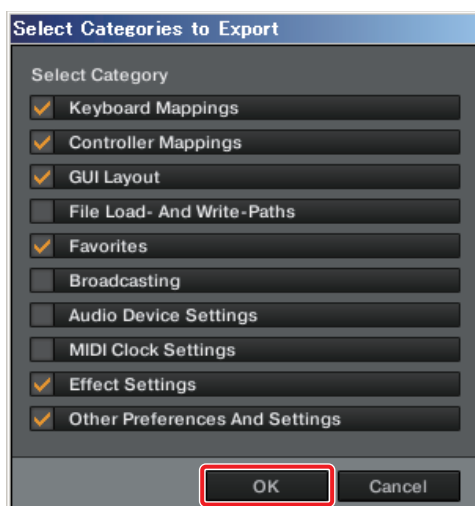 Select Categories to Export
Select Category
Keyboard Mappings
Controller Mappings
GUI Layout
File Load- And Write-Paths
Favorites
Broadcasting
Audio Device Settings
MIDI Clock Settings
Effect Settings
Other Preferences And Settings
OK Cancel